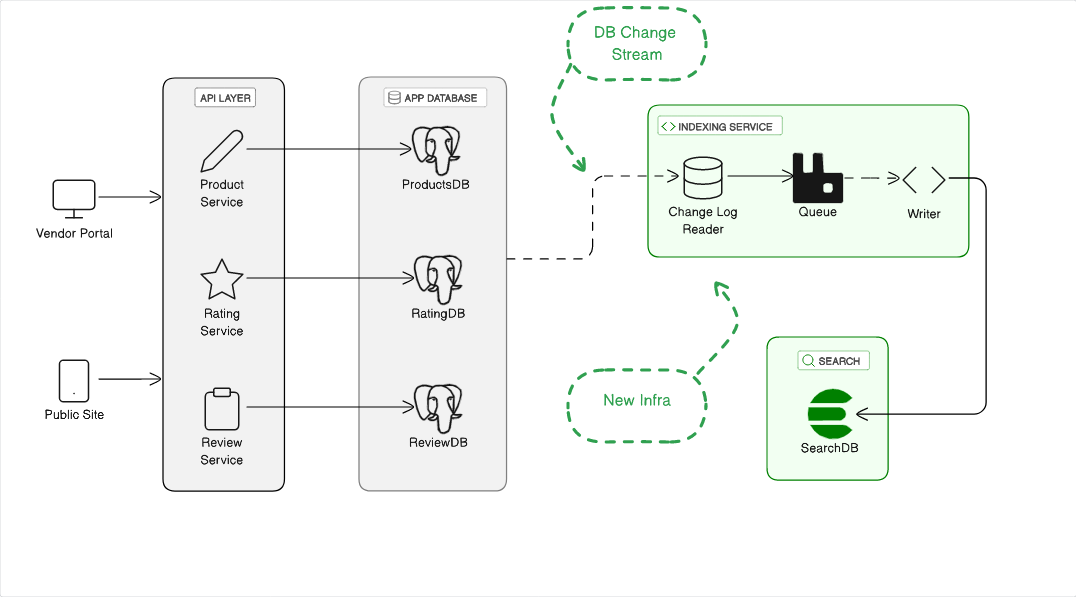 DB Change
Stream
API LAYER
APP DATABASE
INDEXING SERVICE
Product
Service
ProductsDB
Change Log
Reader
Queue
Writer
Vendor Portal
Rating
Service
RatingDB
SEARCH
New Infra
Public Site
Review
Service
ReviewDB
SearchDB